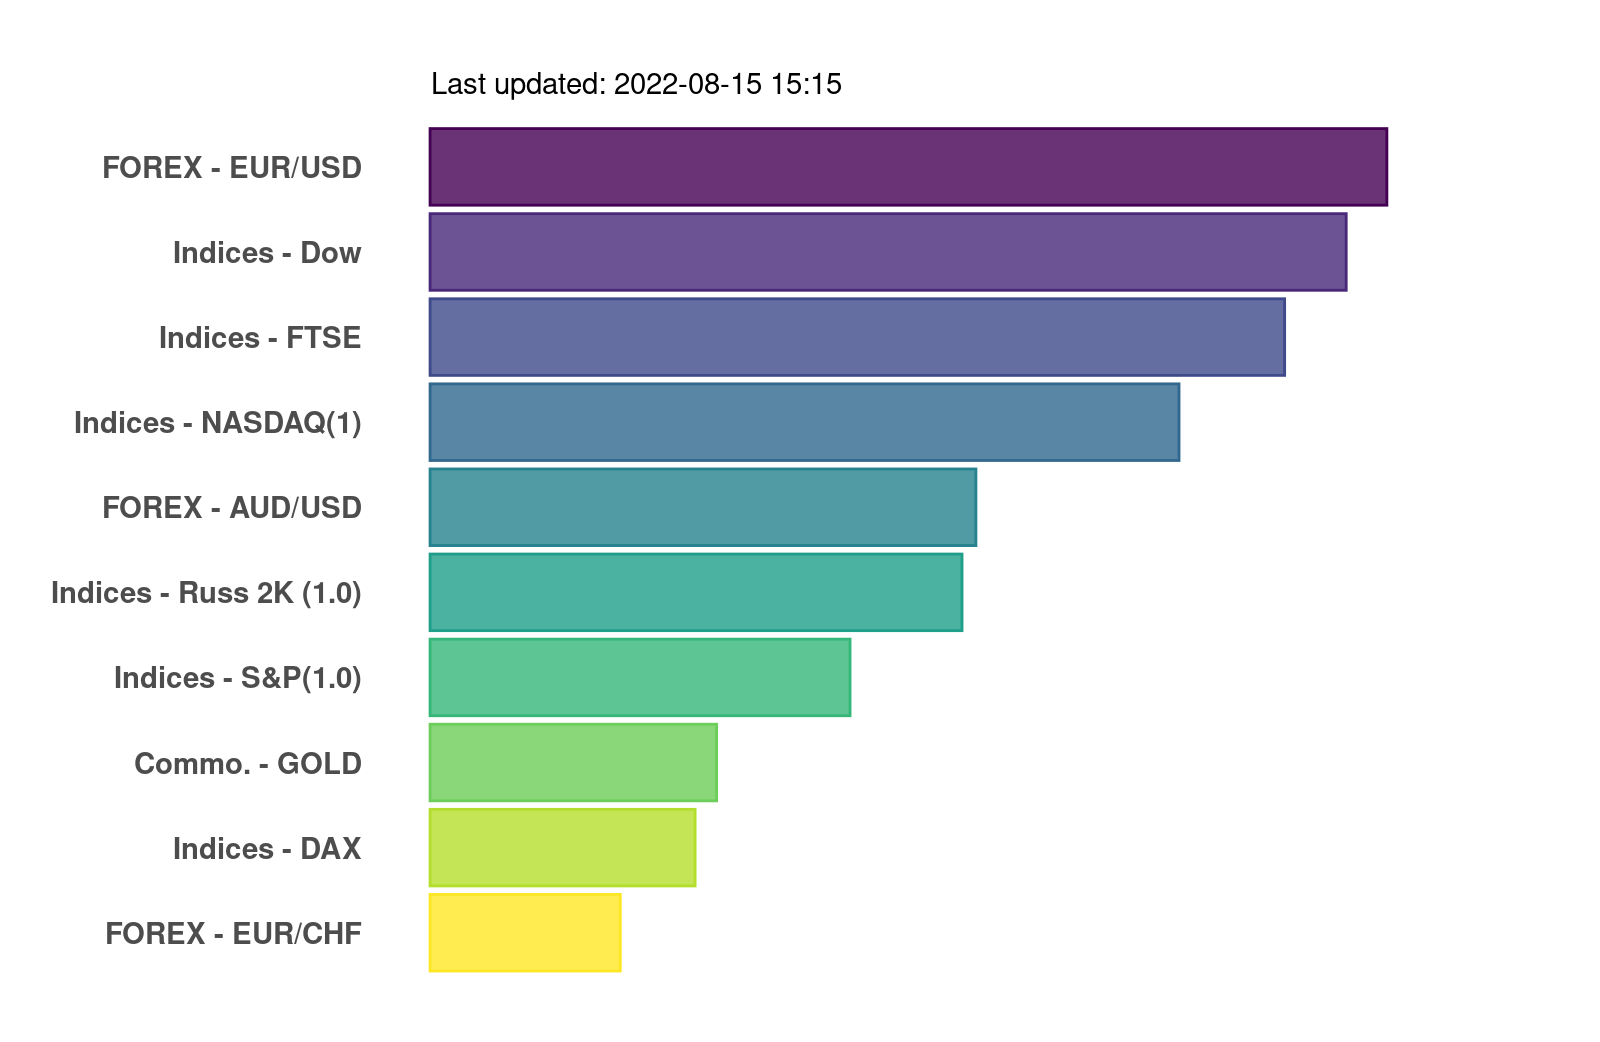 Last updated: 2022-08-15 15:15
FOREX - EUR/USD
Indices - Dow
Indices - FTSE
Indices - NASDAQ(1)
FOREX - AUD/USD
Indices - Russ 2K (1.0)
Indices - S&P(1.0)
Commo. - GOLD
Indices - DAX
FOREX - EUR/CHF